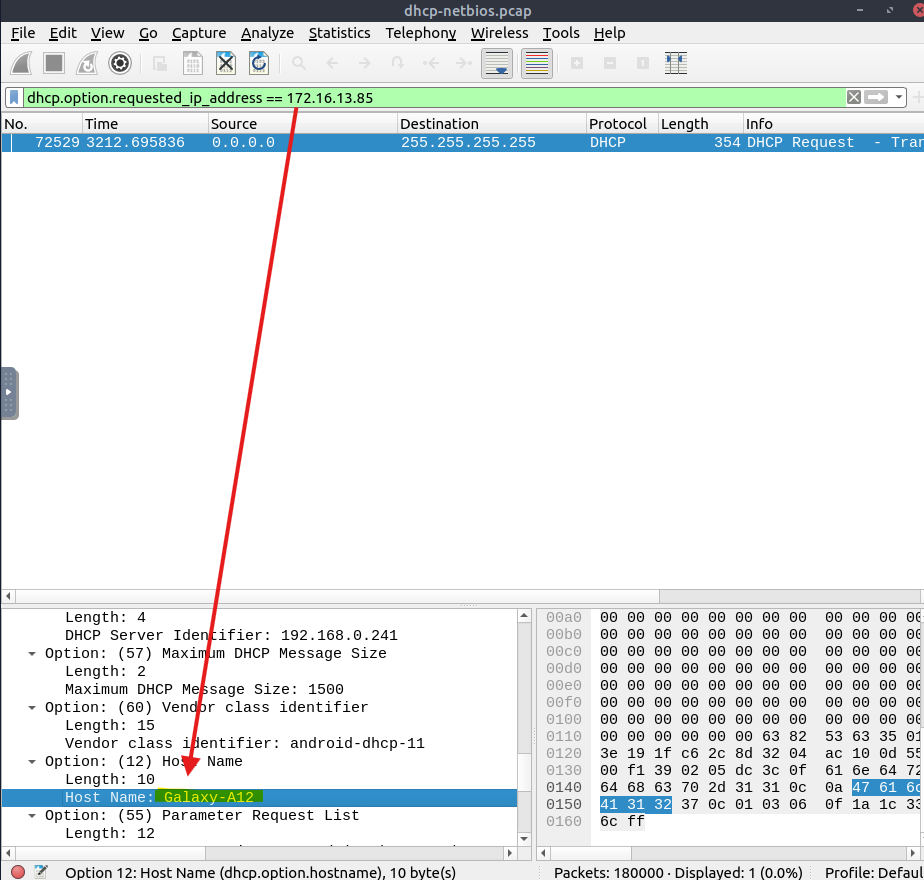 dhcp-netbios.pcap
File Edit View Go Capture Analyze Statistics Telephony Wireless Tools Help
dhcp.option.requested_ip_address == 172.16.13.85
No. Time Source Destination Protocol Length Info
72529 3212.695836 0.0.0.0 255.255.255.255 DHCP 354 DHCP Request - Tran
Length: 4
DHCP Server Identifier: 192.168.0.241
Option: (57) Maximum DHCP Message Size
Length: 2
Maximum DHCP Message Size: 1500
Option: (60) Vendor class identifier
Length: 15
Vendor class identifier: android-dhcp-11
Option: (12) Host Name
Length: 10
Host Name: Galaxy-A12
Option: (55) Parameter Request List
Length: 12
00a0 00 00 00 00 00 00 00 00 00 00 00 00
00b0 00 00 00 00 00 00 00 00 00 00 00 00
00c0 00 00 00 00 00 00 00 00 00 00 00 00
00d0 00 00 00 00 00 00 00 00 00 00 00 00
00e0 00 00 00 00 00 00 00 00 00 00 00 00
00f0 00 00 00 00 00 00 00 00 00 00 00 00
0100 00 00 00 00 00 00 00 00 00 00 00 00
0110 00 00 00 00 00 00 63 82 53 63 35 01
0120 3e 19 1f c6 2c 8d 32 04 ac 10 0d 55
0130 00 f1 39 02 05 dc 3c 0f 61 6e 64 72
0140 64 68 63 70 2d 31 31 0c 0a 47 61 6c
0150 41 31 32 37 0c 01 03 06 0f 1a 1c 33
0160 6c ff
Option 12: Host Name (dhcp.option.hostname), 10 byte(s) Packets: 180000 · Displayed: 1 (0.0%) Profile: Defau